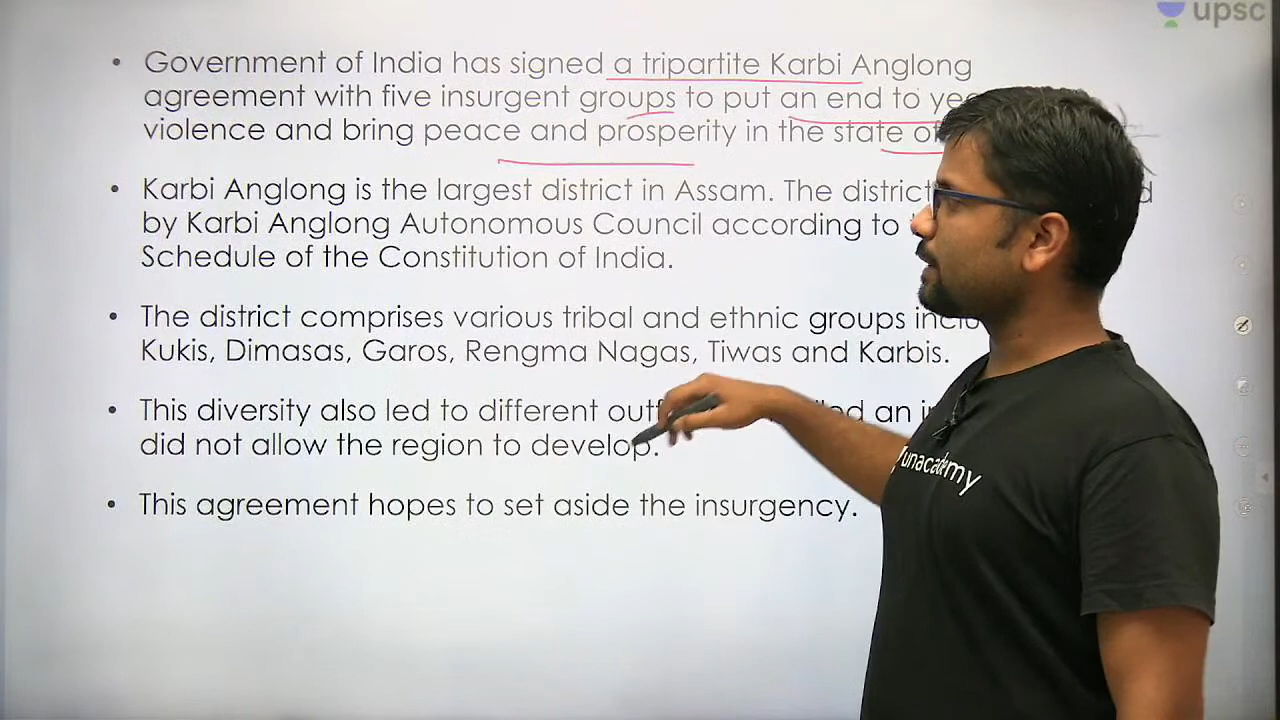 upsc
Government of India has signed a tripartite Karbi Anglong
agreement with five insurgent groups to put an end to
violence and bring peace and prosperity in the state of
Karbi Anglong is the largest district in Assam. The district
by Karbi Anglong Autonomous Council according to
Schedule of the Constitution of India.
The district comprises various tribal and ethnic groups
Kukis, Dimasas, Garos, Rengma Nagas, Tiwas and Karbis.
This diversity also led to different an
did not allow the region to develop.
This agreement hopes to set aside the insurgency.
unacademy